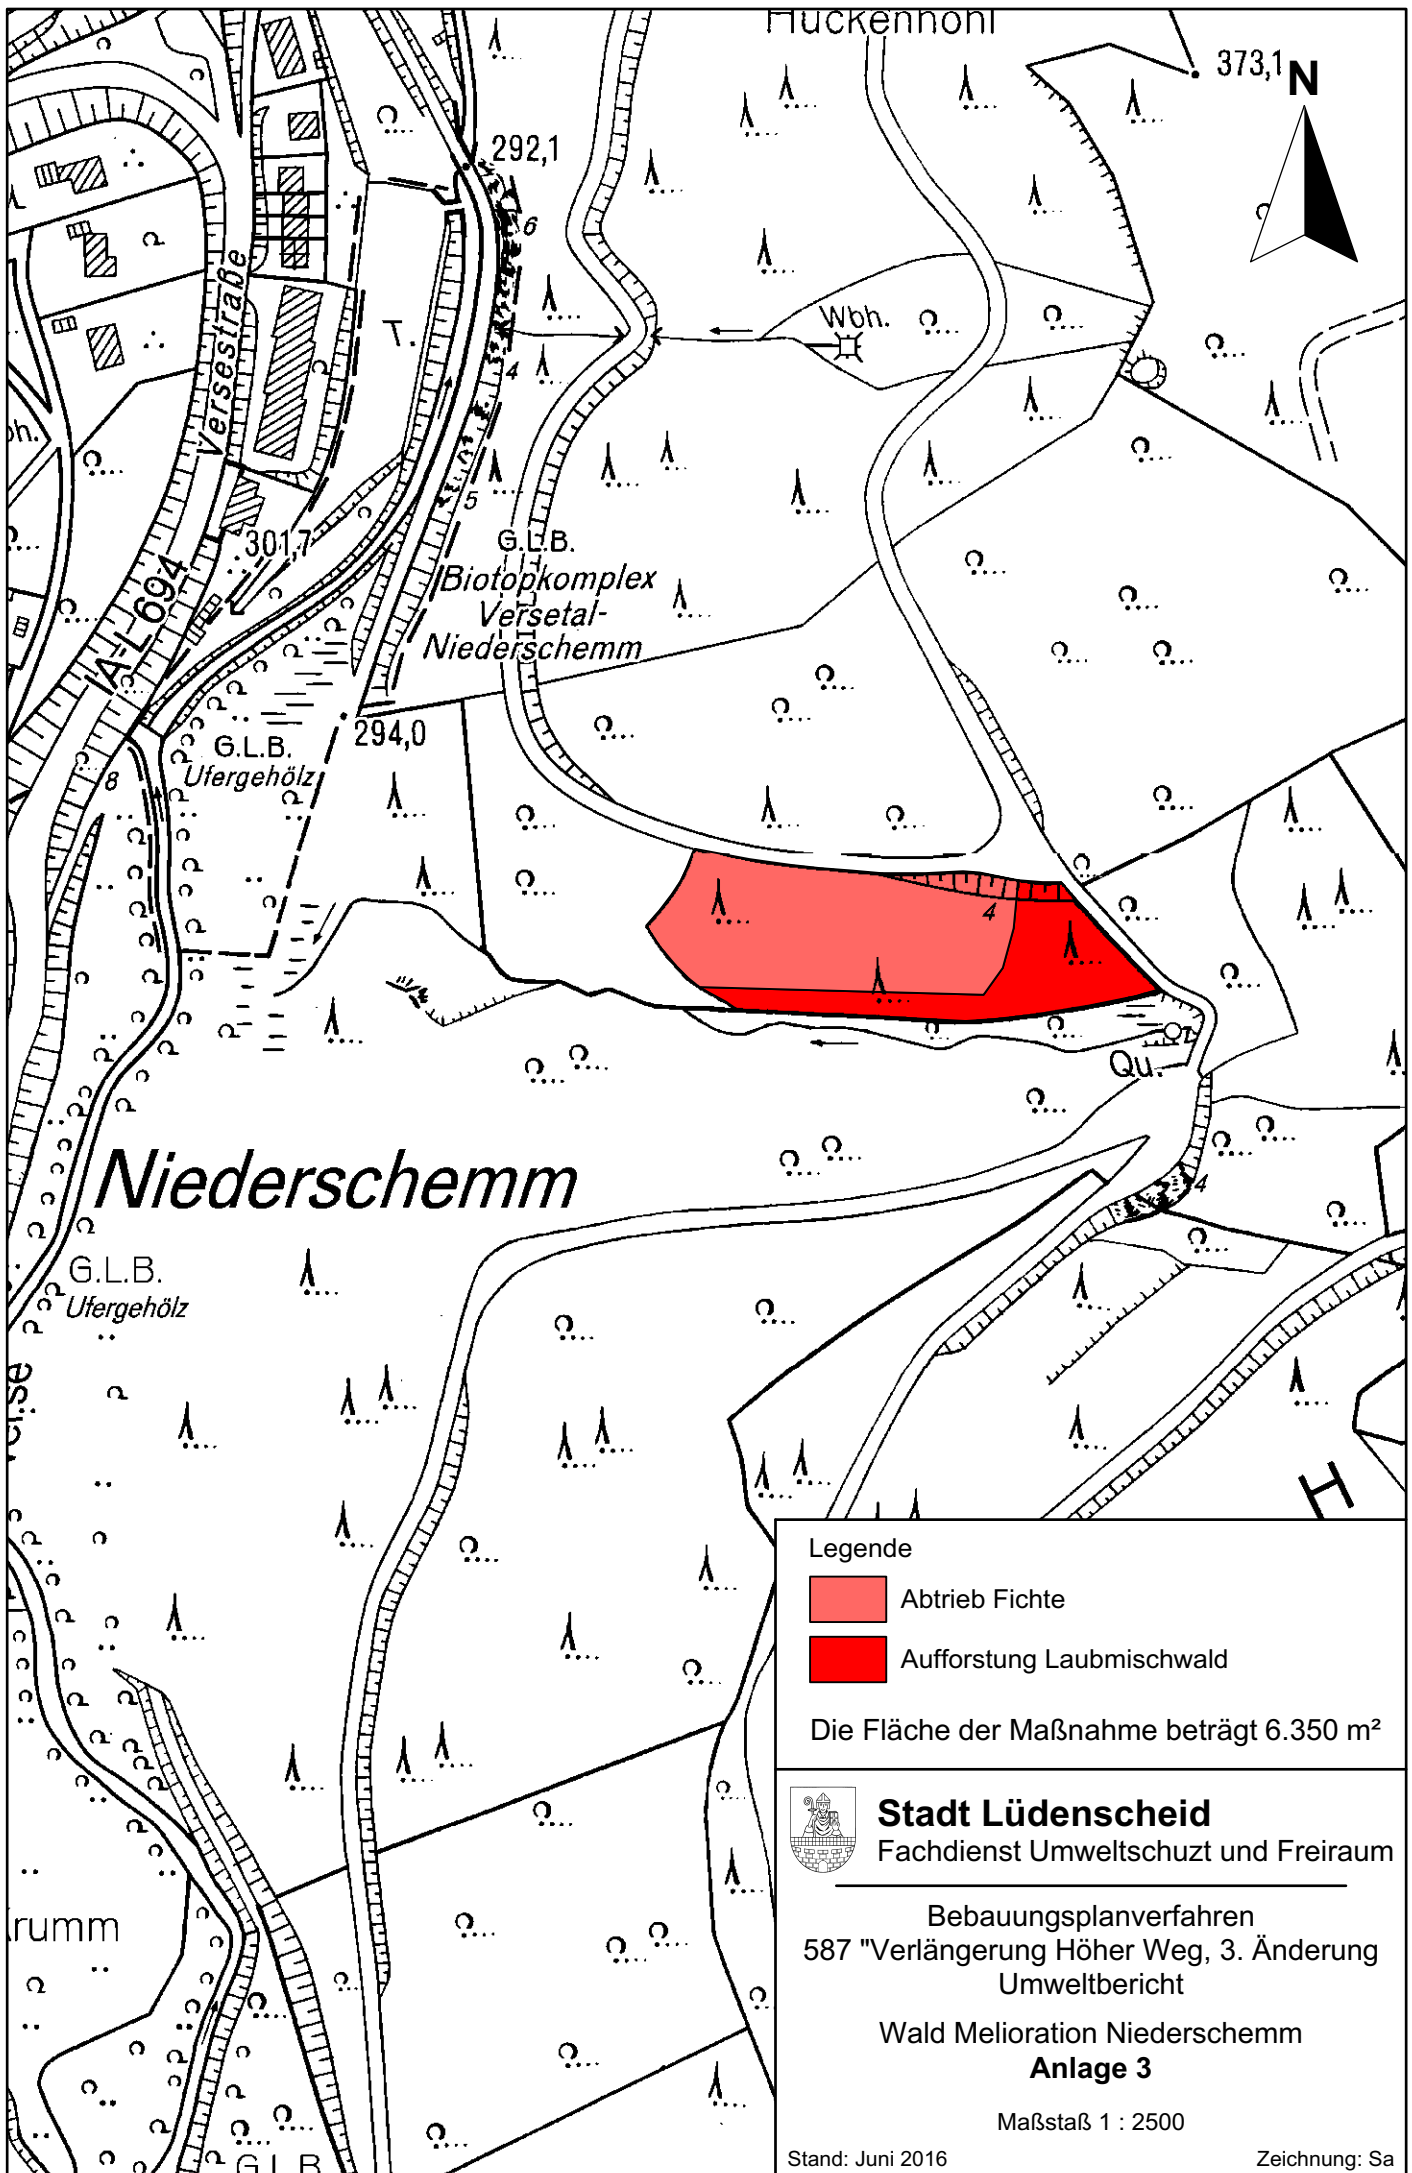 Huckenhohl
373,1
N
292,1
6
Wbh.
T.
Versestraße
4
5
301,7
G.L.B.
Biotopkomplex
Versetal-
Niederschemm
L 694
294,0
G.L.B.
Ufergehölz
8
4
Qu.
Niederschemm
4
G.L.B.
Ufergehölz
H
Legende
Abtrieb Fichte
Aufforstung Laubmischwald
Die Fläche der Maßnahme beträgt 6.350 m²
Stadt Lüdenscheid
Fachdienst Umweltschuzt und Freiraum
Bebauungsplanverfahren
587 "Verlängerung Höher Weg, 3. Änderung
Umweltbericht
Wald Melioration Niederschemm
Anlage 3
Maßstaß 1 : 2500
Stand: Juni 2016
Zeichnung: Sa
rumm
G.L.B.